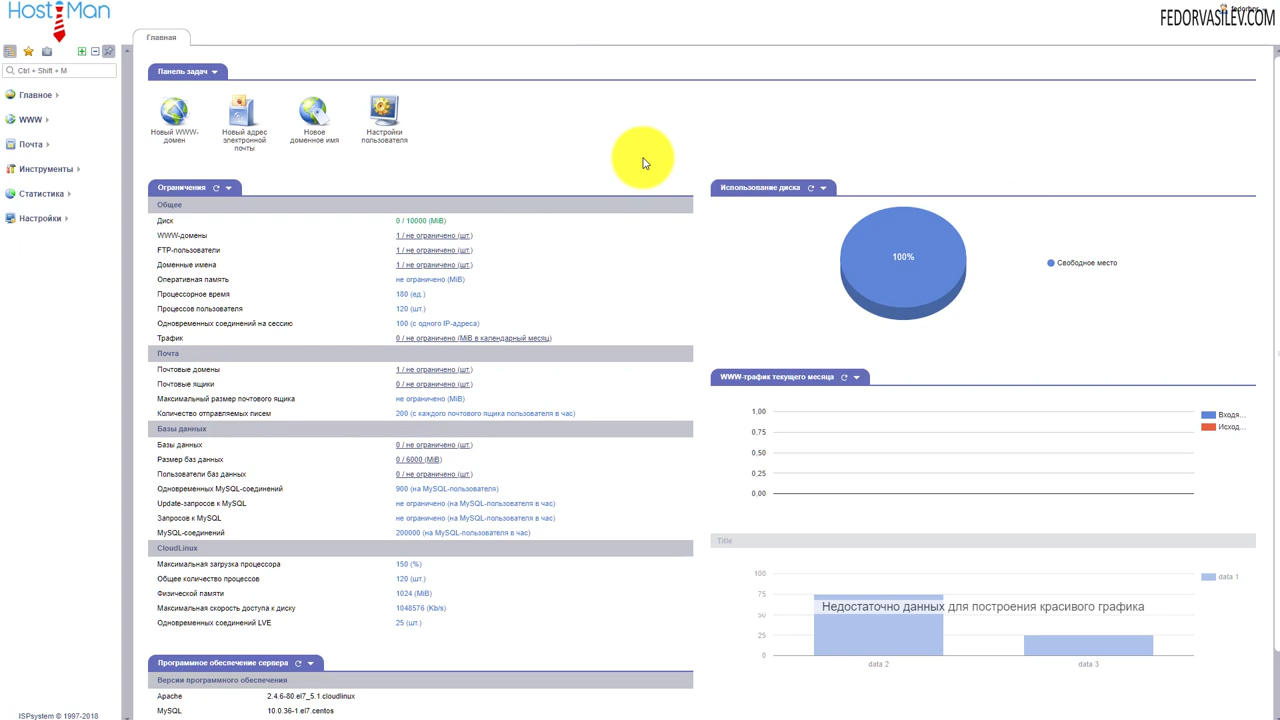 Host Man
FEDORVASILEV.COM
Главная
Ctrl + Shift + M
Главное
WWW
Почта
Инструменты
Статистика
Настройки
Панель задач
Новый WWW-
домен
Новый адрес
электронной
почты
Новое
доменное имя
Настройки
пользователя
Ограничения
Общее
Диск 0 / 10000 (MiB)
WWW-домены 1 / не ограничено (шт.)
FTP-пользователи 1 / не ограничено (шт.)
Доменные имена 1 / не ограничено (шт.)
Оперативная память не ограничено (MiB)
Процессорное время 180 (ед.)
Процессов пользователя 120 (шт.)
Одновременных соединений на сессию 100 (с одного IP-адреса)
Трафик 0 / не ограничено (MiB в календарный месяц)
Почта
Почтовые домены 1 / не ограничено (шт.)
Почтовые ящики 0 / не ограничено (шт.)
Максимальный размер почтового ящика не ограничено (MiB)
Количество отправляемых писем 200 (с каждого почтового ящика пользователя в час)
Базы данных
Базы данных 0 / не ограничено (шт.)
Размер баз данных 0 / 6000 (MiB)
Пользователи баз данных 0 / не ограничено (шт.)
Одновременных MySQL-соединений 900 (на MySQL-пользователя)
Update-запросов к MySQL не ограничено (на MySQL-пользователя в час)
Запросов к MySQL не ограничено (на MySQL-пользователя в час)
MySQL-соединений 200000 (на MySQL-пользователя в час)
CloudLinux
Максимальная загрузка процессора 150 (%)
Общее количество процессов 120 (шт.)
Физической памяти 1024 (MiB)
Максимальная скорость доступа к диску 1048576 (Kb/s)
Одновременных соединений LVE 25 (шт.)
Программное обеспечение сервера
Версии программного обеспечения
Apache 2.4.6-80.el7_5.1.cloudlinux
MySQL 10.0.36-1.el7.centos
Использование диска
100%
Свободное место
WWW-трафик текущего месяца
1,00
0,75
0,50
0,25
0,00
Входя...
Исход...
Title
100
75
50
25
0
data 1
Недостаточно данных для построения красивого графика
data 2
data 3
ISPsystem © 1997-2018